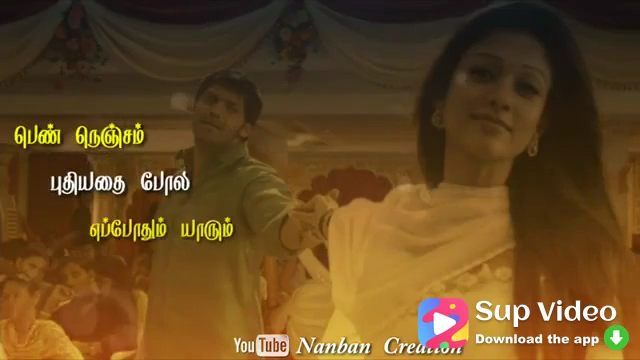 பெண் நெஞ்சம்
புதியதை போல்
எப்போதும் யாரும்
YouTube Nanban Creation
Sup Video
Download the app